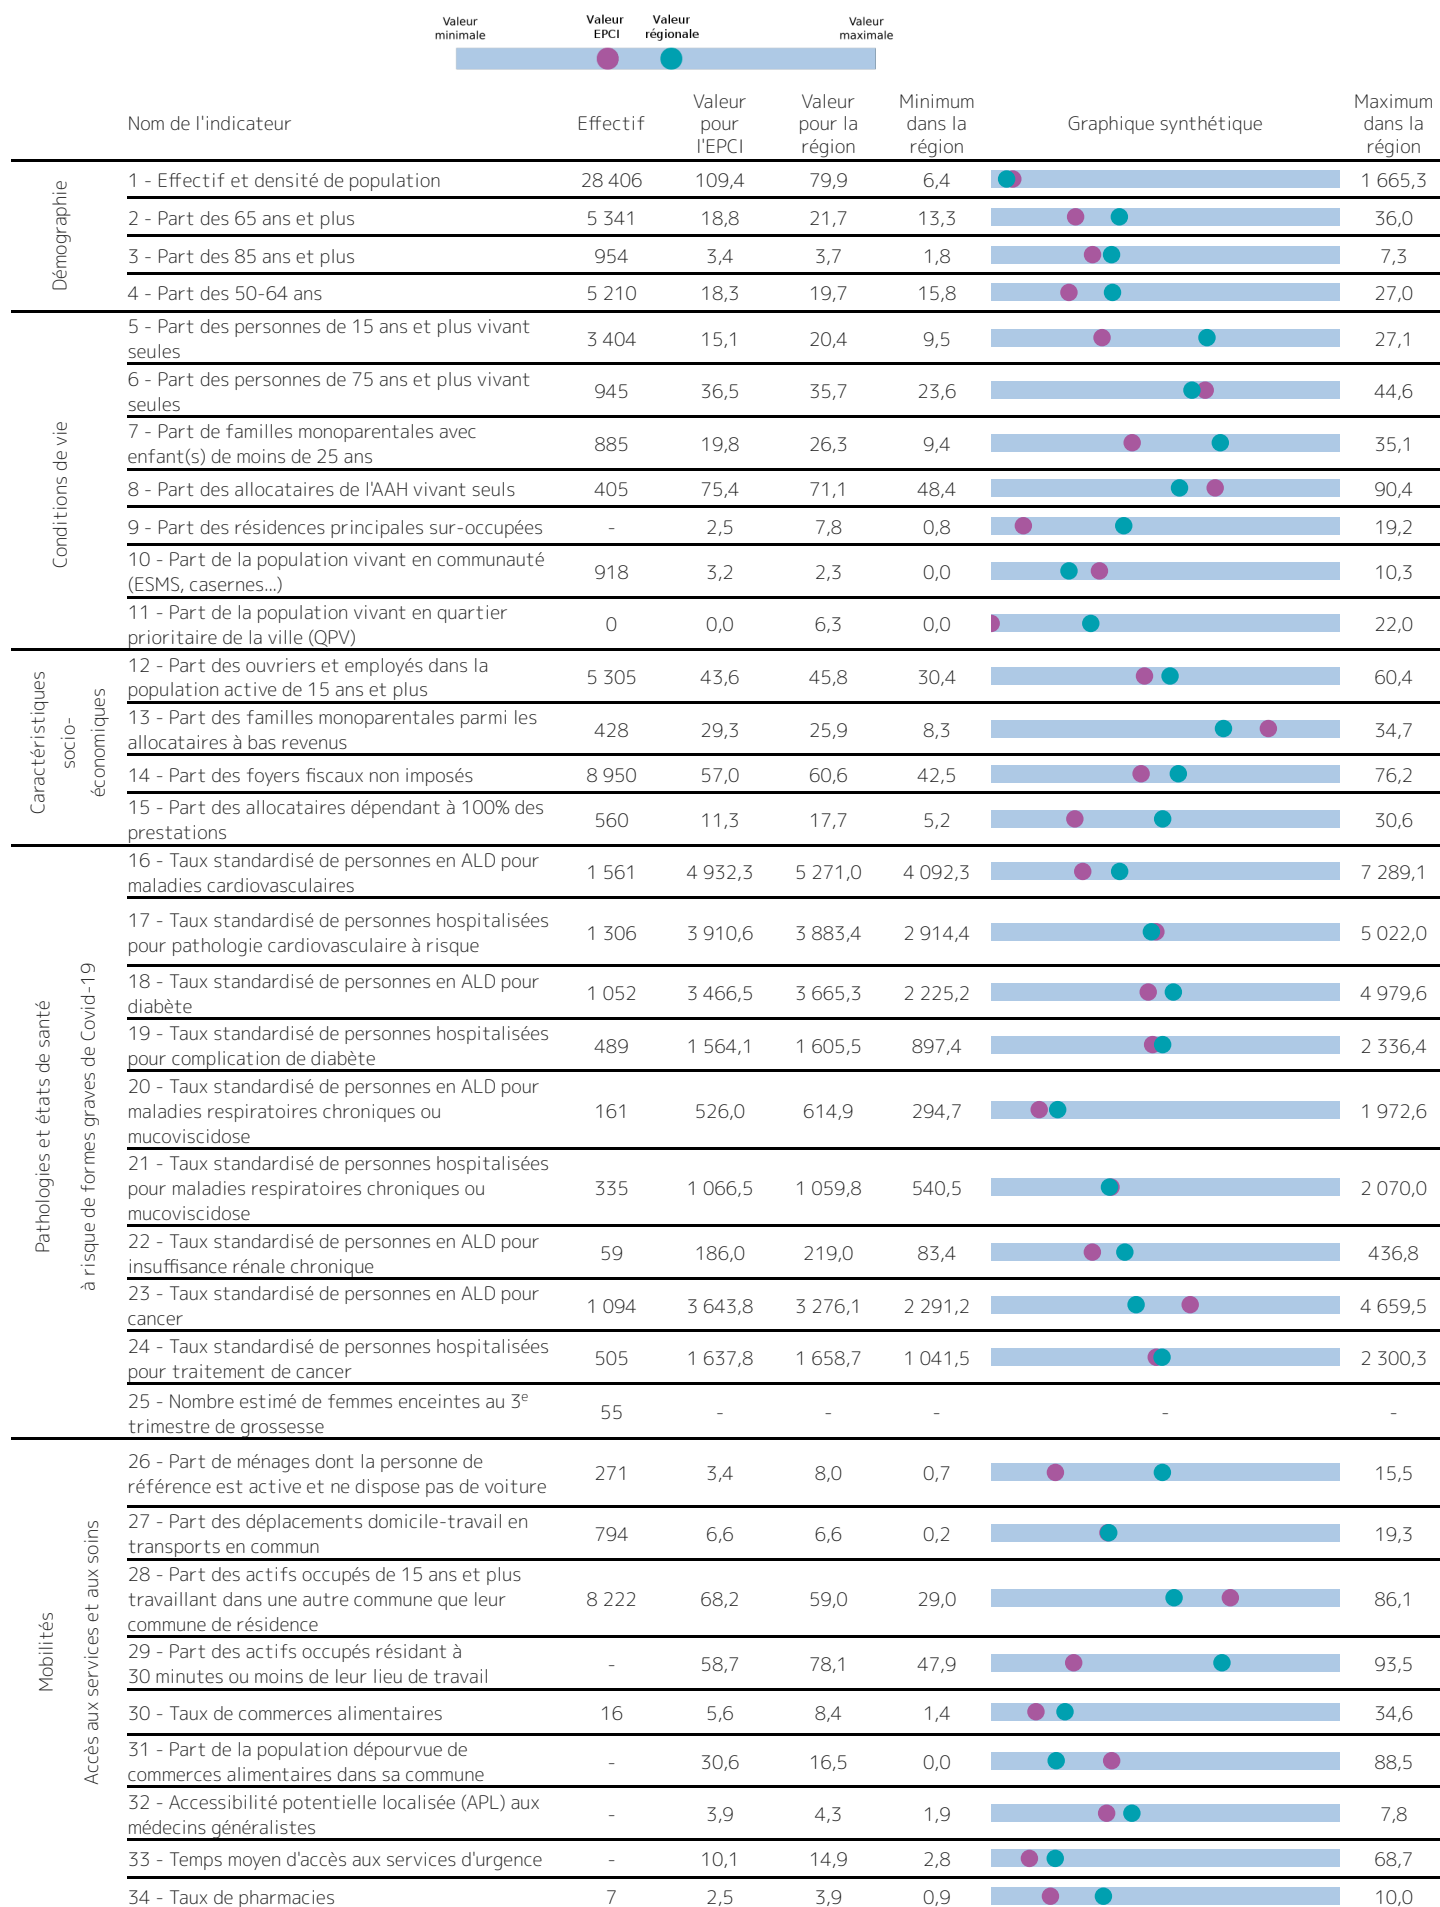 Valeur
minimale
Valeur
EPCI
Valeur
régionale
Valeur
maximale
Nom de l'indicateur
Effectif
Valeur
pour
l'EPCI
Valeur
pour la
région
Minimum
dans la
région
Graphique synthétique
Maximum
dans la
région
Démographie
1 - Effectif et densité de population 28 406 109,4 79,9 6,4 1 665,3
2 - Part des 65 ans et plus 5 341 18,8 21,7 13,3 36,0
3 - Part des 85 ans et plus 954 3,4 3,7 1,8 7,3
4 - Part des 50-64 ans 5 210 18,3 19,7 15,8 27,0
Conditions de vie
5 - Part des personnes de 15 ans et plus vivant
seules 3 404 15,1 20,4 9,5 27,1
6 - Part des personnes de 75 ans et plus vivant
seules 945 36,5 35,7 23,6 44,6
7 - Part de familles monoparentales avec
enfant(s) de moins de 25 ans 885 19,8 26,3 9,4 35,1
8 - Part des allocataires de l'AAH vivant seuls 405 75,4 71,1 48,4 90,4
9 - Part des résidences principales sur-occupées - 2,5 7,8 0,8 19,2
10 - Part de la population vivant en communauté
(ESMS, casernes...) 918 3,2 2,3 0,0 10,3
11 - Part de la population vivant en quartier
prioritaire de la ville (QPV) 0 0,0 6,3 0,0 22,0
Caractéristiques
socio-
économiques
12 - Part des ouvriers et employés dans la
population active de 15 ans et plus 5 305 43,6 45,8 30,4 60,4
13 - Part des familles monoparentales parmi les
allocataires à bas revenus 428 29,3 25,9 8,3 34,7
14 - Part des foyers fiscaux non imposés 8 950 57,0 60,6 42,5 76,2
15 - Part des allocataires dépendant à 100% des
prestations 560 11,3 17,7 5,2 30,6
Pathologies et états de santé
à risque de formes graves de Covid-19
16 - Taux standardisé de personnes en ALD pour
maladies cardiovasculaires 1 561 4 932,3 5 271,0 4 092,3 7 289,1
17 - Taux standardisé de personnes hospitalisées
pour pathologie cardiovasculaire à risque 1 306 3 910,6 3 883,4 2 914,4 5 022,0
18 - Taux standardisé de personnes en ALD pour
diabète 1 052 3 466,5 3 665,3 2 225,2 4 979,6
19 - Taux standardisé de personnes hospitalisées
pour complication de diabète 489 1 564,1 1 605,5 897,4 2 336,4
20 - Taux standardisé de personnes en ALD pour
maladies respiratoires chroniques ou 161 526,0 614,9 294,7 1 972,6
mucoviscidose
21 - Taux standardisé de personnes hospitalisées
pour maladies respiratoires chroniques ou 335 1 066,5 1 059,8 540,5 2 070,0
mucoviscidose
22 - Taux standardisé de personnes en ALD pour
insuffisance rénale chronique 59 186,0 219,0 83,4 436,8
23 - Taux standardisé de personnes en ALD pour
cancer 1 094 3 643,8 3 276,1 2 291,2 4 659,5
24 - Taux standardisé de personnes hospitalisées
pour traitement de cancer 505 1 637,8 1 658,7 1 041,5 2 300,3
25 - Nombre estimé de femmes enceintes au 3e
trimestre de grossesse 55 - - - - -
Mobilités
Accès aux services et aux soins
26 - Part de ménages dont la personne de
référence est active et ne dispose pas de voiture 271 3,4 8,0 0,7 15,5
27 - Part des déplacements domicile-travail en
transports en commun 794 6,6 6,6 0,2 19,3
28 - Part des actifs occupés de 15 ans et plus
travaillant dans une autre commune que leur 8 222 68,2 59,0 29,0 86,1
commune de résidence
29 - Part des actifs occupés résidant à
30 minutes ou moins de leur lieu de travail - 58,7 78,1 47,9 93,5
30 - Taux de commerces alimentaires 16 5,6 8,4 1,4 34,6
31 - Part de la population dépourvue de
commerces alimentaires dans sa commune - 30,6 16,5 0,0 88,5
32 - Accessibilité potentielle localisée (APL) aux
médecins généralistes - 3,9 4,3 1,9 7,8
33 - Temps moyen d'accès aux services d'urgence - 10,1 14,9 2,8 68,7
34 - Taux de pharmacies 7 2,5 3,9 0,9 10,0